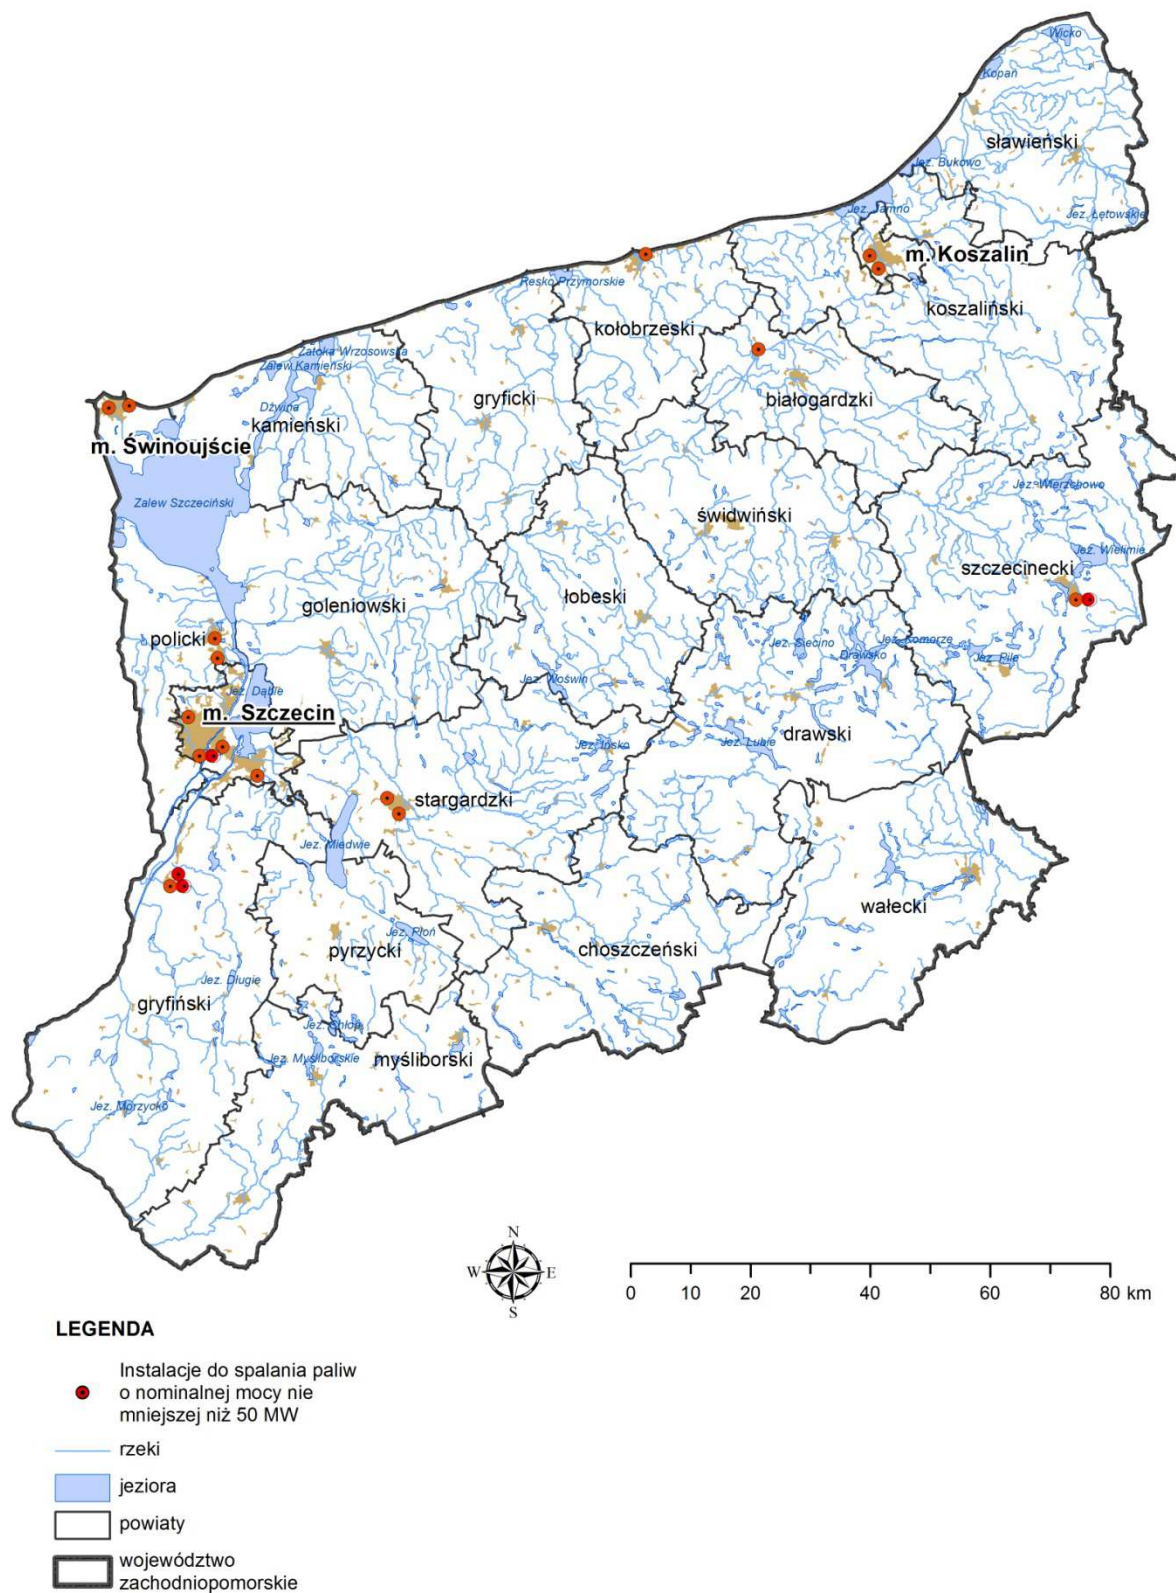 Wicko
Kopań
sławieński
Jez. Bukowo
Jez. Jamno
Jez. Łętowskie
m. Koszalin
Resko Przymorskie
koszaliński
kołobrzeski
Zatoka Wrzosowska
Zalew Kamieński
gryficki
białogardzki
Dziwna
kamieński
m. Świnoujście
Jez. Wierzchowo
Zalew Szczeciński
świdwiński
Jez. Wielimie
szczecinecki
goleniowski
łobeski
policki
Jez. Siecino
Jez. Komorze
Drawsko
Jez. Pile
Jez. Woświn
Jez. Dąbie
m. Szczecin
drawski
Jez. Lubie
Jez. Ińsko
stargardzki
Jez. Miedwie
wałecki
Jez. Płoń
pyrzycki
choszczeński
Jez. Długie
gryfiński
Jez. Chłop
Jez. Myśliborskie
myśliborski
Jez. Morzycko
N
W E
S
0 10 20 40 60 80 km
LEGENDA
Instalacje do spalania paliw
o nominalnej mocy nie
mniejszej niż 50 MW
rzeki
jeziora
powiaty
województwo
zachodniopomorskie